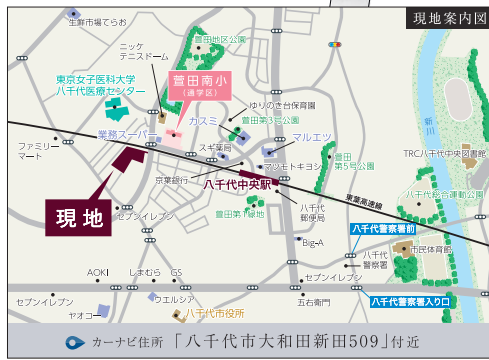 現地案内図
生鮮市場てらお
ニッケ
テニスドーム
萱田地区公園
東京女子医科大学
八千代医療センター
萱田南小
(通学区)
ゆりのき台保育園
萱田第3号公園
カスミ
業務スーパー
マルエツ
スギ薬局
ファミリー
マート
マツモトキヨシ
萱田
第5号公園
京葉銀行
八千代中央駅
TRC八千代中央図書館
新川
八千代総合運動公園
東葉高速線
現地
セブンイレブン
萱田第1緑地
八千代
郵便局
八千代警察署前
Big-A
八千代
警察署
市民体育館
AOKI
しまむら
GS
セブンイレブン
セブンイレブン
ヤオコー
ウエルシア
八千代市役所
五右衛門
八千代警察署入り口
カーナビ住所「八千代市大和田新田509」付近